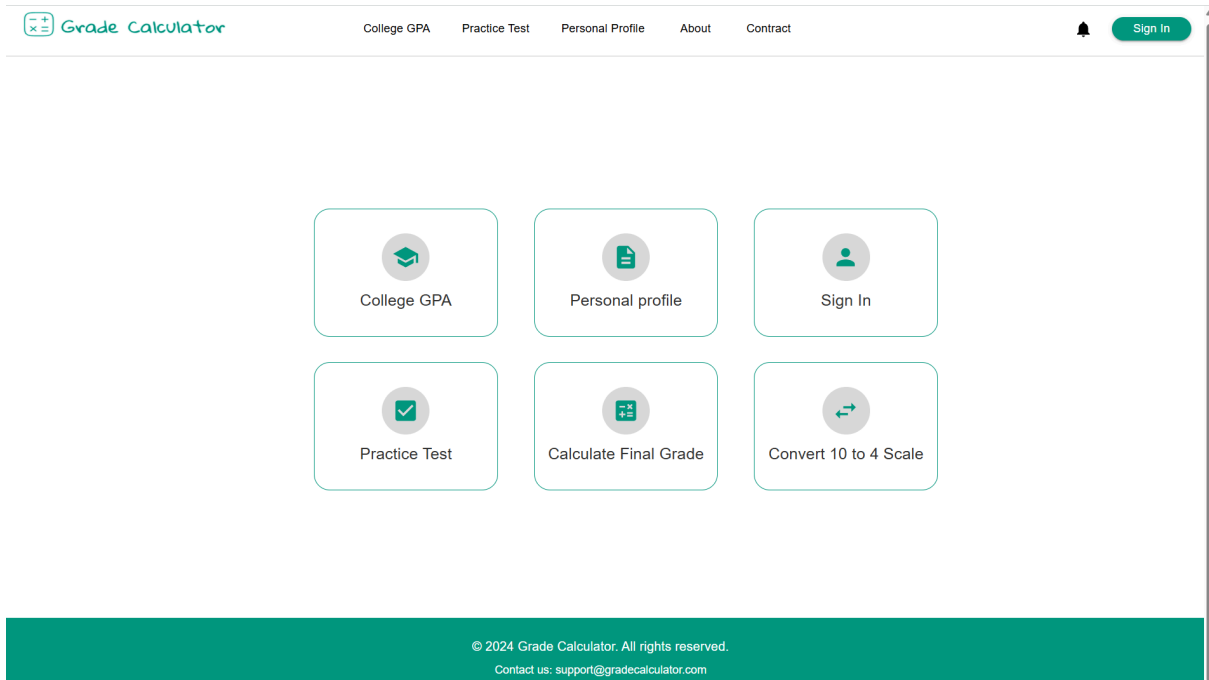 Grade Calculator
College GPA Practice Test Personal Profile About Contract
Sign In
College GPA
Personal profile
Sign In
Practice Test
Calculate Final Grade
Convert 10 to 4 Scale
© 2024 Grade Calculator. All rights reserved.
Contact us: support@gradecalculator.com